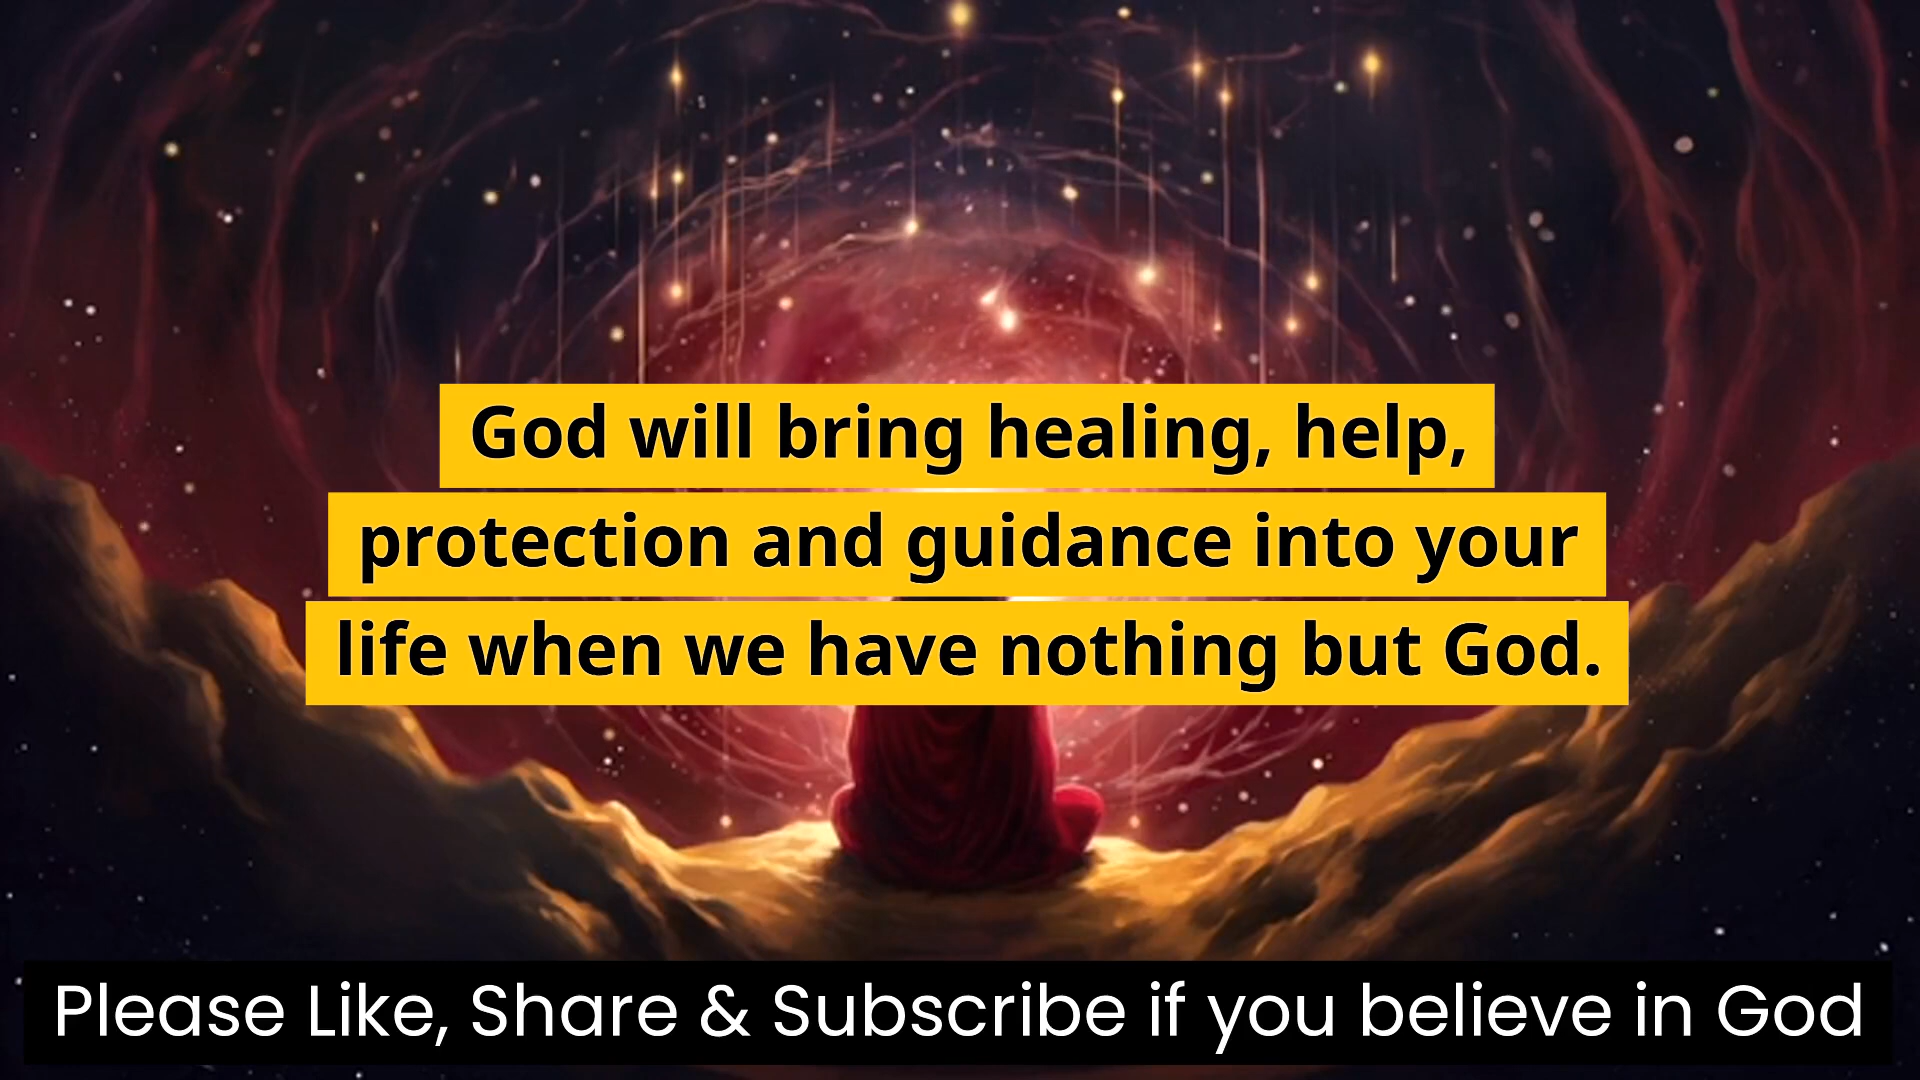 God will bring healing, help,
protection and guidance into your
life when we have nothing but God.
Please Like, Share & Subscribe if you believe in God